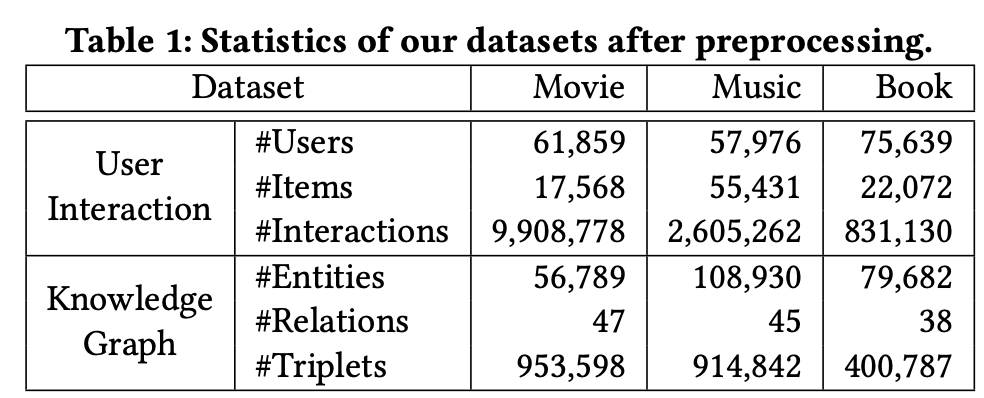 Table 1: Statistics of our datasets after preprocessing.
Dataset Movie Music Book
User Interaction #Users 61,859 57,976 75,639
#Items 17,568 55,431 22,072
#Interactions 9,908,778 2,605,262 831,130
Knowledge Graph #Entities 56,789 108,930 79,682
#Relations 47 45 38
#Triplets 953,598 914,842 400,787